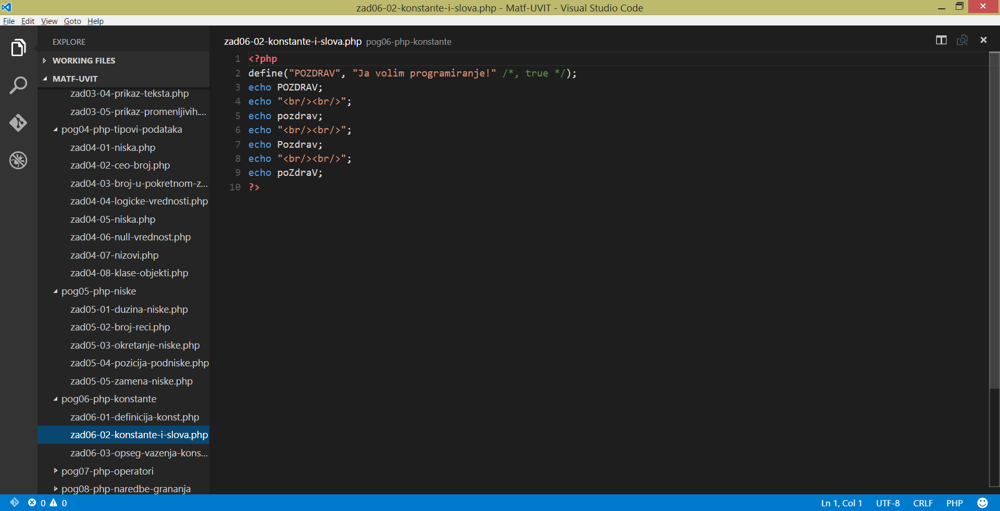 zad06-02-konstante-i-slova.php - Matf-UVIT - Visual Studio Code
File Edit View Goto Help
EXPLORE
WORKING FILES
MATF-UVIT
zad03-04-prikaz-teksta.php
zad03-05-prikaz-promenljivih....
pog04-php-tipovi-podataka
zad04-01-niska.php
zad04-02-ceo-broj.php
zad04-03-broj-u-pokretnom-z...
zad04-04-logicke-vrednosti.php
zad04-05-niska.php
zad04-06-null-vrednost.php
zad04-07-nizovi.php
zad04-08-klase-objekti.php
pog05-php-niske
zad05-01-duzina-niske.php
zad05-02-broj-reci.php
zad05-03-okretanje-niske.php
zad05-04-pozicija-podniske.php
zad05-05-zamena-niske.php
pog06-php-konstante
zad06-01-definicija-konst.php
zad06-02-konstante-i-slova.php
zad06-03-opseg-vazenja-kons...
pog07-php-operatori
pog08-php-naredbe-grananja
zad06-02-konstante-i-slova.php pog06-php-konstante
1 <?php
2 define("POZDRAV", "Ja volim programiranje!" /*, true */);
3 echo POZDRAV;
4 echo "<br/><br/>";
5 echo pozdrav;
6 echo "<br/><br/>";
7 echo Pozdrav;
8 echo "<br/><br/>";
9 echo poZdraV;
10 ?>
0 0
Ln 1, Col 1 UTF-8 CRLF PHP